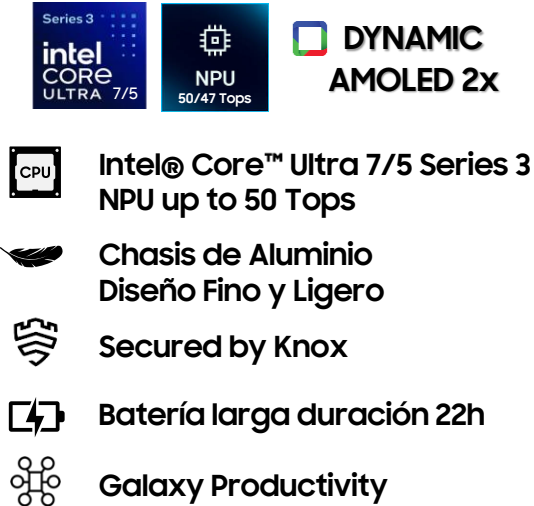 Series 3
intel
CORE
ULTRA 7/5
NPU
50/47 Tops
DYNAMIC
AMOLED 2x
CPU
Intel® Core™ Ultra 7/5 Series 3
NPU up to 50 Tops
Chasis de Aluminio
Diseño Fino y Ligero
Secured by Knox
Batería larga duración 22h
Galaxy Productivity